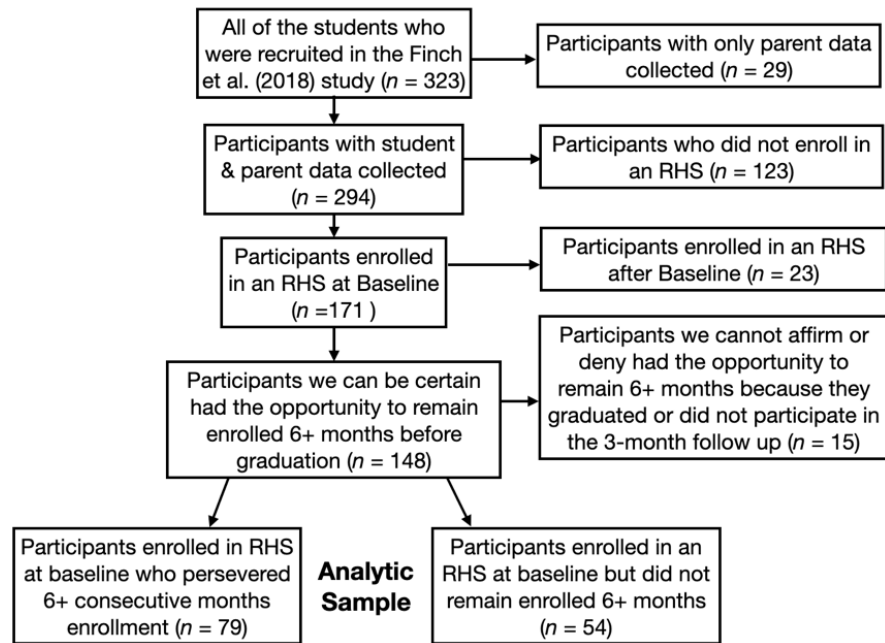 All of the students who
were recruited in the Finch
et al. (2018) study (n = 323)
Participants with only parent data
collected (n = 29)
Participants with student
& parent data collected
(n = 294)
Participants who did not enroll in
an RHS (n = 123)
Participants enrolled
in an RHS at Baseline
(n =171 )
Participants enrolled in an RHS
after Baseline (n = 23)
Participants we can be certain
had the opportunity to remain
enrolled 6+ months before
graduation (n = 148)
Participants we cannot affirm or
deny had the opportunity to
remain 6+ months because they
graduated or did not participate in
the 3-month follow up (n = 15)
Participants enrolled in RHS
at baseline who persevered
6+ consecutive months
enrollment (n = 79)
Analytic
Sample
Participants enrolled in an
RHS at baseline but did not
remain enrolled 6+ months
(n = 54)